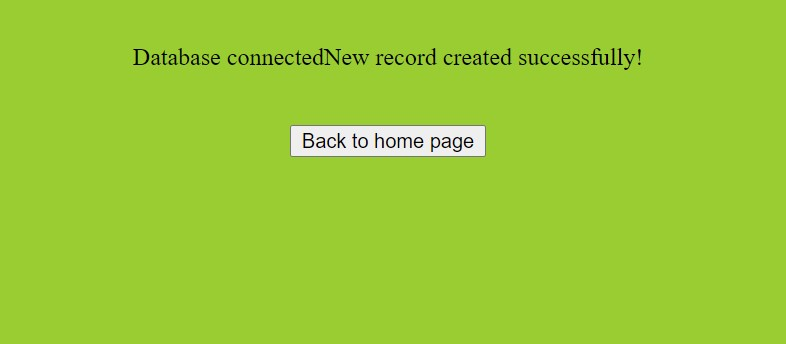 Database connectedNew record created successfully!
Back to home page